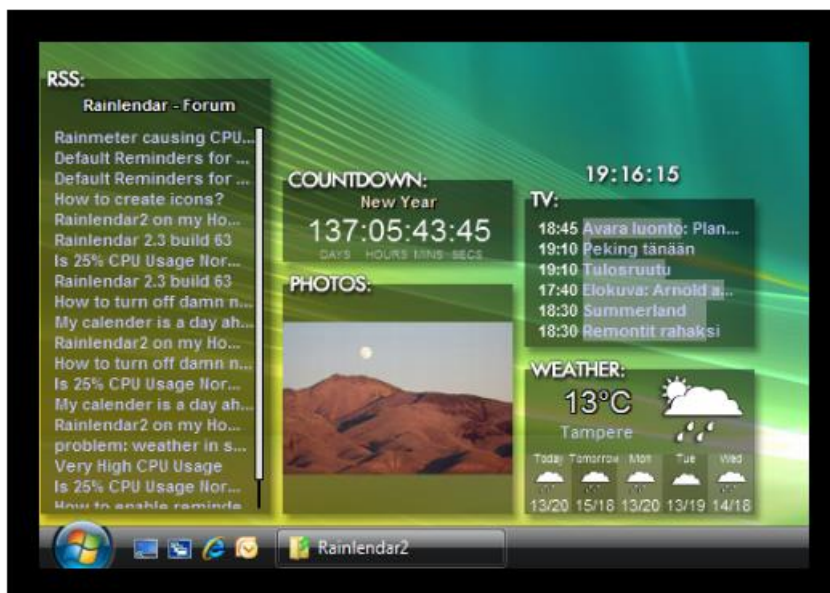 RSS:
Rainlendar - Forum
Rainmeter causing CPU...
Default Reminders for ...
Default Reminders for ...
How to create icons?
Rainlendar2 on my Ho...
Rainlendar 2.3 build 63
Is 25% CPU Usage Nor...
Rainlendar 2.3 build 63
How to turn off damn n...
My calender is a day ah...
Rainlendar2 on my Ho...
How to turn off damn n...
Is 25% CPU Usage Nor...
My calender is a day ah...
Rainlendar2 on my Ho...
problem: weather in s...
Very High CPU Usage
Is 25% CPU Usage Nor...
How to enable reminde
COUNTDOWN:
New Year
137:05:43:45
DAYS HOURS MINS SECS
PHOTOS:
19:16:15
TV:
18:45 Avara luonto: Plan...
19:10 Peking tänään
19:10 Tulosruutu
17:40 Elokuva: Arnold a...
18:30 Summerland
18:30 Remontit rahaksi
WEATHER:
13°C
Tampere
Today Tomorrow Mon Tue Wed
13/20 15/18 13/20 13/19 14/18
Rainlendar2